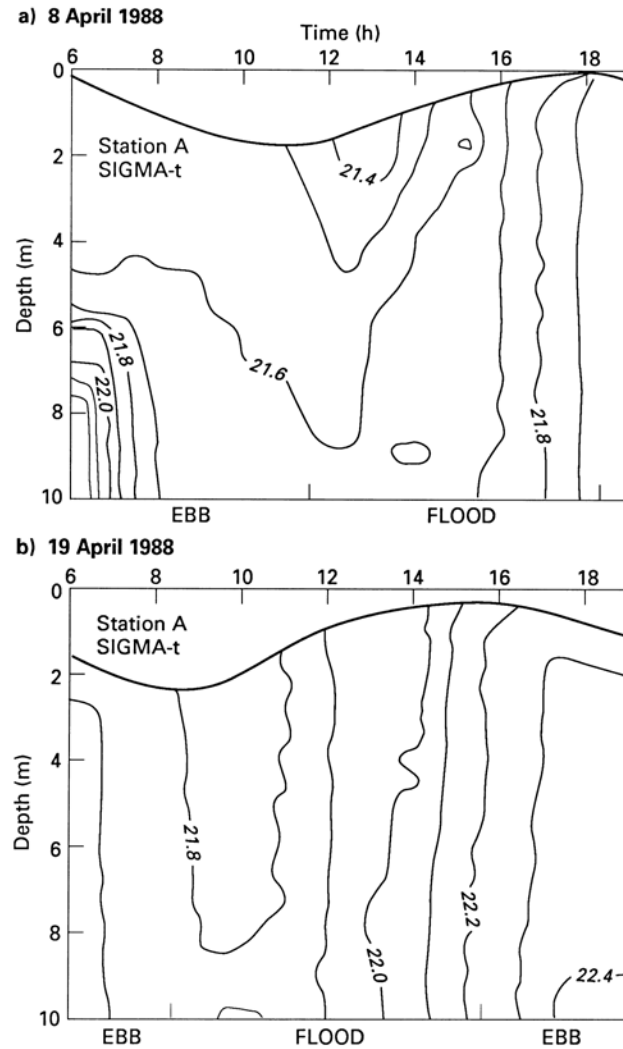 a) 8 April 1988
Time (h)
6 8 10 12 14 16 18
0
Station A
SIGMA-t
2
21.4
4
Depth (m)
6
21.8
21.6
22.0
8
21.8
10
EBB FLOOD
b) 19 April 1988
6 8 10 12 14 16 18
0
Station A
SIGMA-t
2
4
Depth (m)
21.8
6
22.2
8
22.0
22.4
10
EBB FLOOD EBB